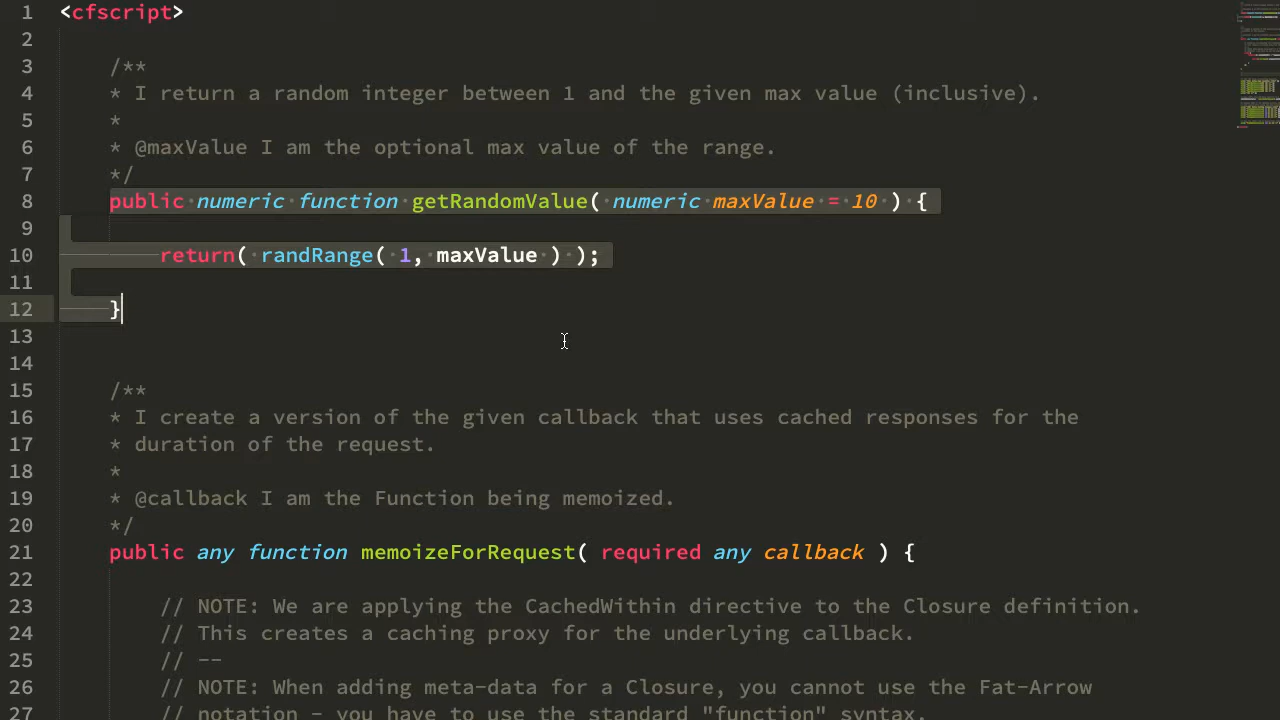 1 <cfscript>
2
3 /**
4 * I return a random integer between 1 and the given max value (inclusive).
5 *
6 * @maxValue I am the optional max value of the range.
7 */
8 public numeric function getRandomValue( numeric maxValue = 10 ) {
9
10 return( randRange( 1, maxValue ) );
11
12 }
13
14
15 /**
16 * I create a version of the given callback that uses cached responses for the
17 * duration of the request.
18 *
19 * @callback I am the Function being memoized.
20 */
21 public any function memoizeForRequest( required any callback ) {
22
23 // NOTE: We are applying the CachedWithin directive to the Closure definition.
24 // This creates a caching proxy for the underlying callback.
25 // --
26 // NOTE: When adding meta-data for a Closure, you cannot use the Fat-Arrow
27 // notation - you have to use the standard "function" syntax.